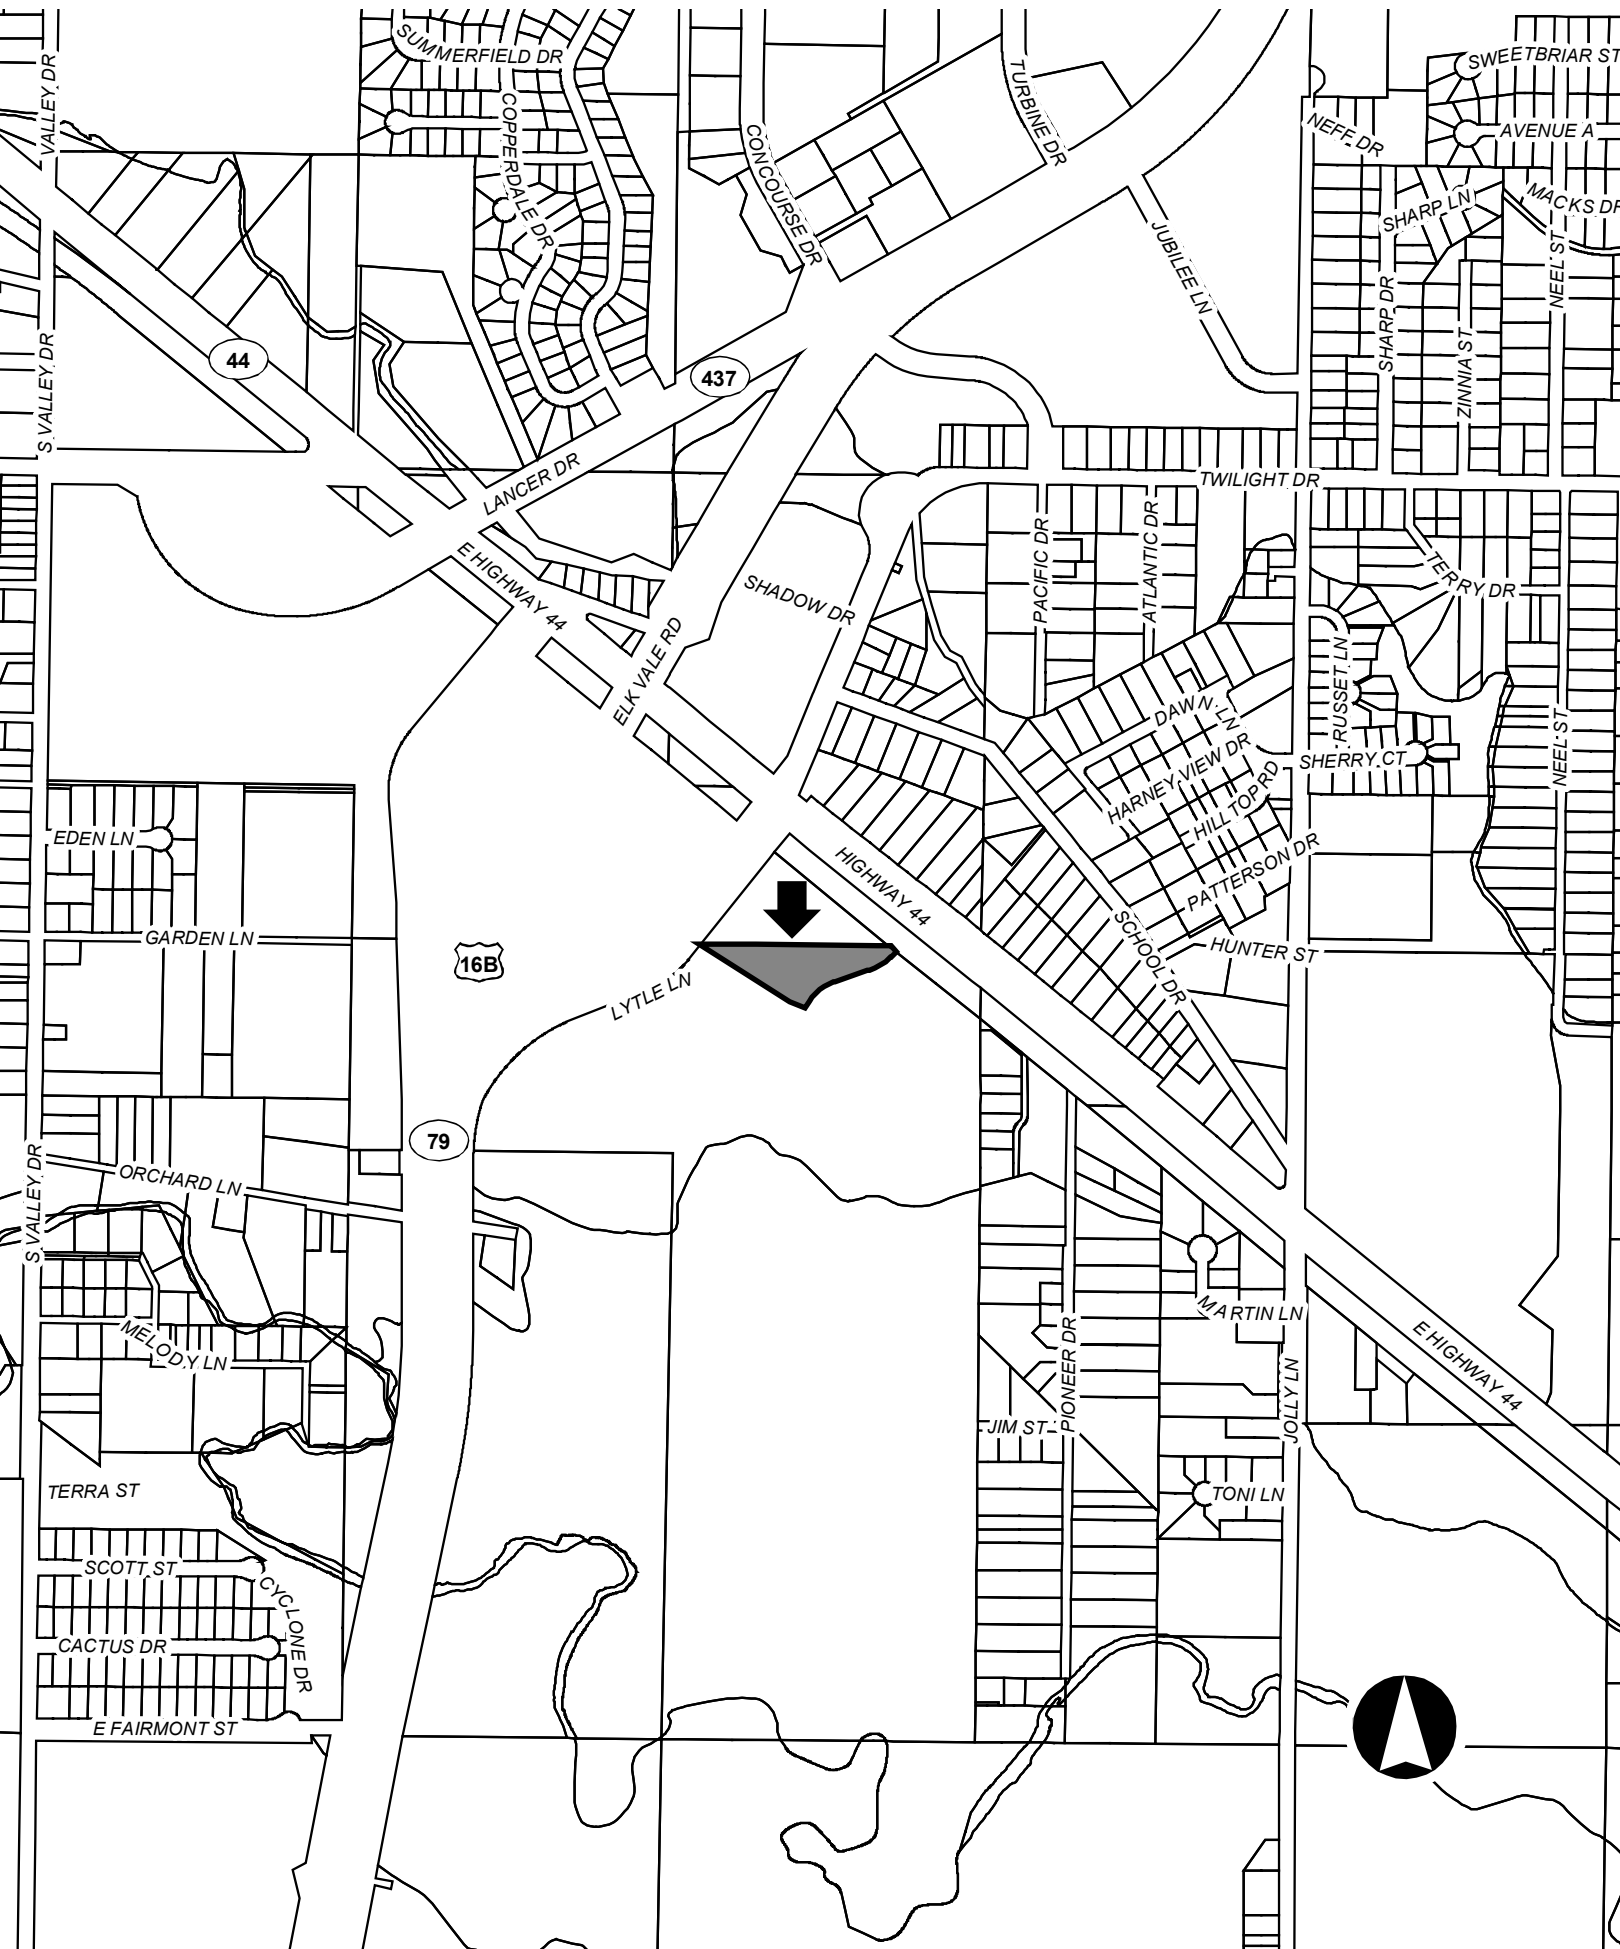 SUMMERFIELD DR
SWEETBRIAR ST
VALLEY DR
TURBINE DR
COPPERDALE DR
NEFF DR
AVENUE A
CONCOURSE DR
SHARP LN
MACKS DR
JUBILEE LN
NEEL ST
SHARP DR
S VALLEY DR
44
ZINNIA ST
437
LANCER DR
TWILIGHT DR
PACIFIC DR
ATLANTIC DR
E HIGHWAY 44
SHADOW DR
TERRY DR
ELK VALE RD
RUSSET LN
DAWN LN
HARNEY VIEW DR
SHERRY CT
NEEL ST
HILLTOP RD
EDEN LN
HIGHWAY 44
PATTERSON DR
GARDEN LN
SCHOOL DR
HUNTER ST
16B
LYTLE LN
79
S VALLEY DR
ORCHARD LN
MARTIN LN
MELODY LN
PIONEER DR
E HIGHWAY 44
JOLLY LN
JIM ST
TERRA ST
TONI LN
SCOTT ST
CYCLONE DR
CACTUS DR
E FAIRMONT ST